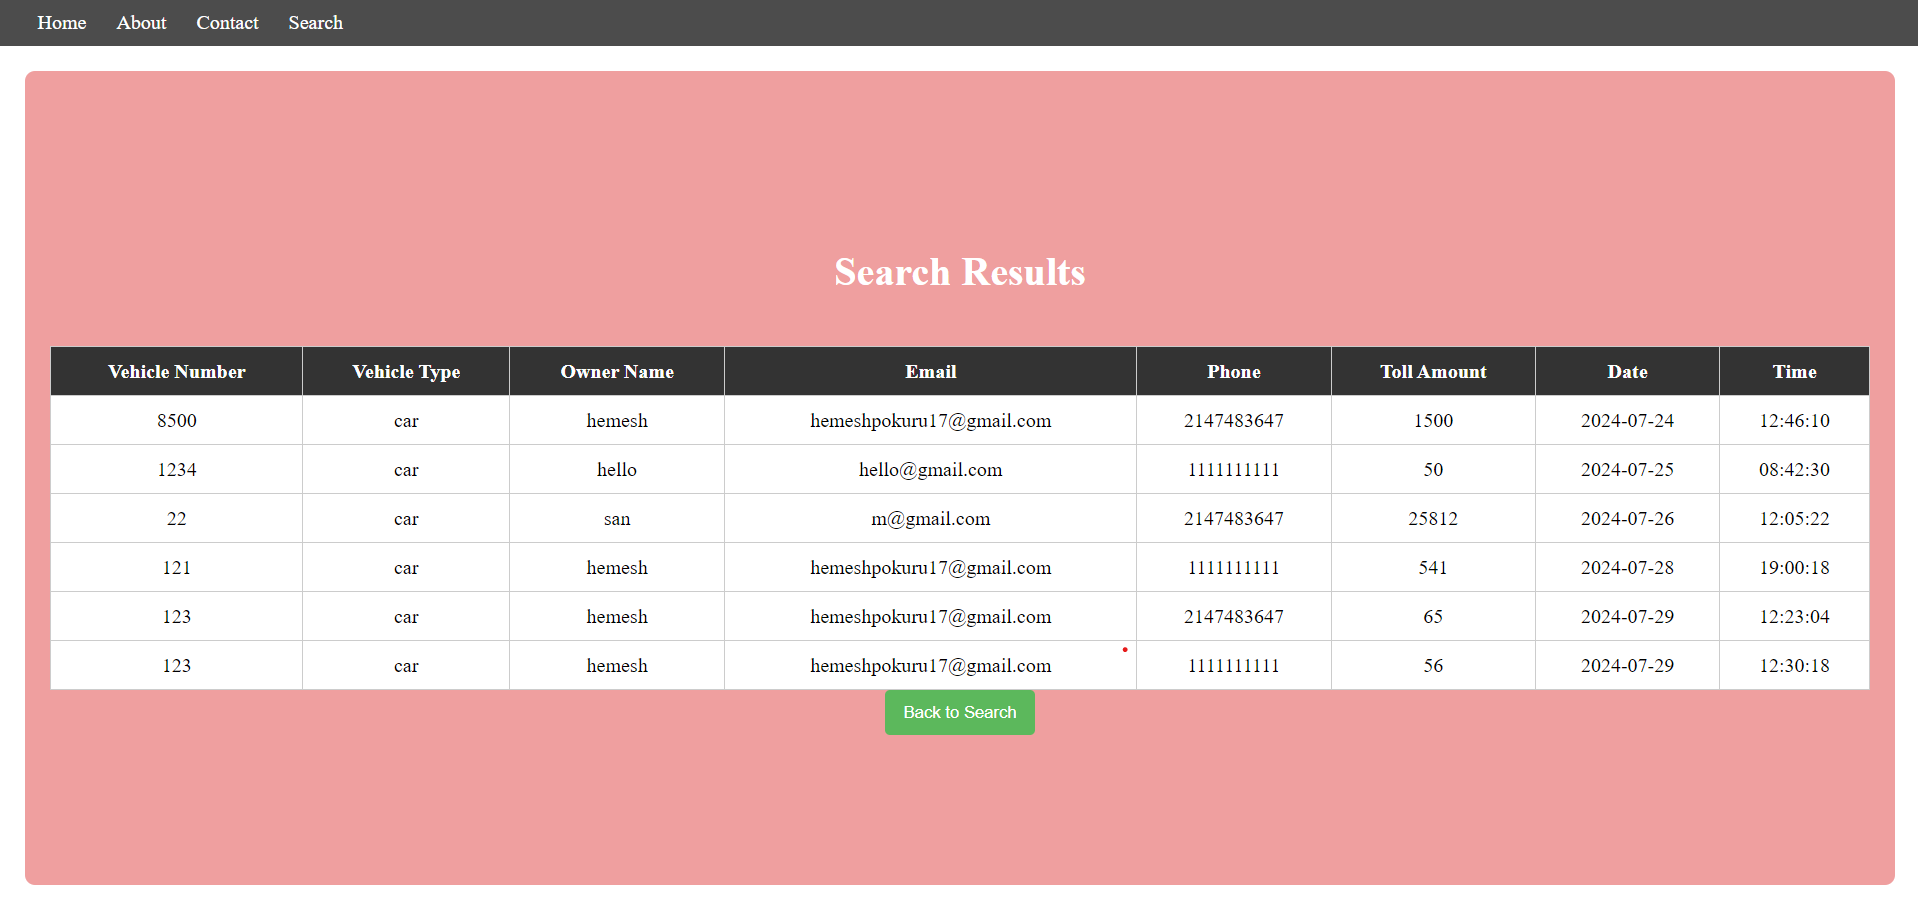 Home About Contact Search
Search Results
Vehicle Number Vehicle Type Owner Name Email Phone Toll Amount Date Time
8500 car hemesh hemeshpokuru17@gmail.com 2147483647 1500 2024-07-24 12:46:10
1234 car hello hello@gmail.com 1111111111 50 2024-07-25 08:42:30
22 car san m@gmail.com 2147483647 25812 2024-07-26 12:05:22
121 car hemesh hemeshpokuru17@gmail.com 1111111111 541 2024-07-28 19:00:18
123 car hemesh hemeshpokuru17@gmail.com 2147483647 65 2024-07-29 12:23:04
123 car hemesh hemeshpokuru17@gmail.com 1111111111 56 2024-07-29 12:30:18
Back to Search